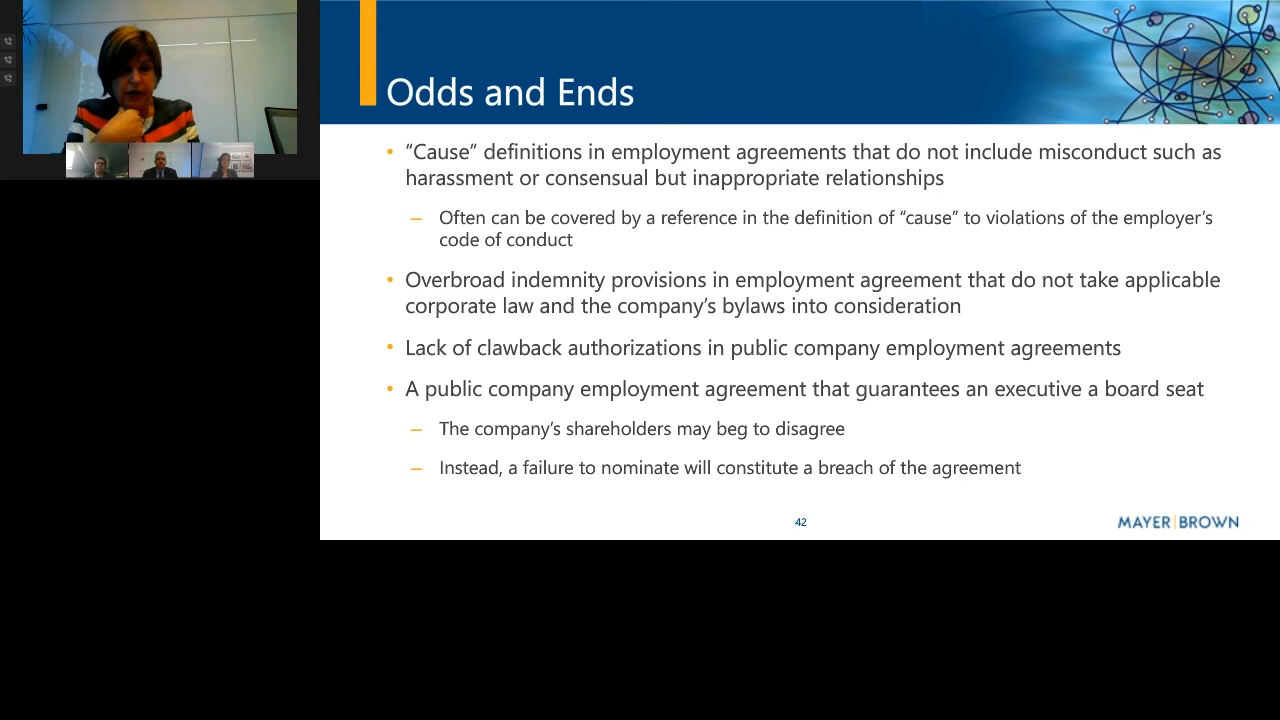 Odds and Ends
• “Cause” definitions in employment agreements that do not include misconduct such as
harassment or consensual but inappropriate relationships
– Often can be covered by a reference in the definition of “cause” to violations of the employer’s
code of conduct
• Overbroad indemnity provisions in employment agreement that do not take applicable
corporate law and the company’s bylaws into consideration
• Lack of clawback authorizations in public company employment agreements
• A public company employment agreement that guarantees an executive a board seat
– The company’s shareholders may beg to disagree
– Instead, a failure to nominate will constitute a breach of the agreement
42
MAYER|BROWN